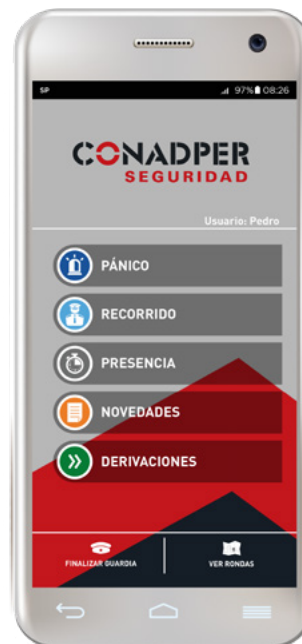 SP 97% 08:26
CONADPER
SEGURIDAD
Usuario: Pedro
PÁNICO
RECORRIDO
PRESENCIA
NOVEDADES
DERIVACIONES
FINALIZAR GUARDIA VER RONDAS